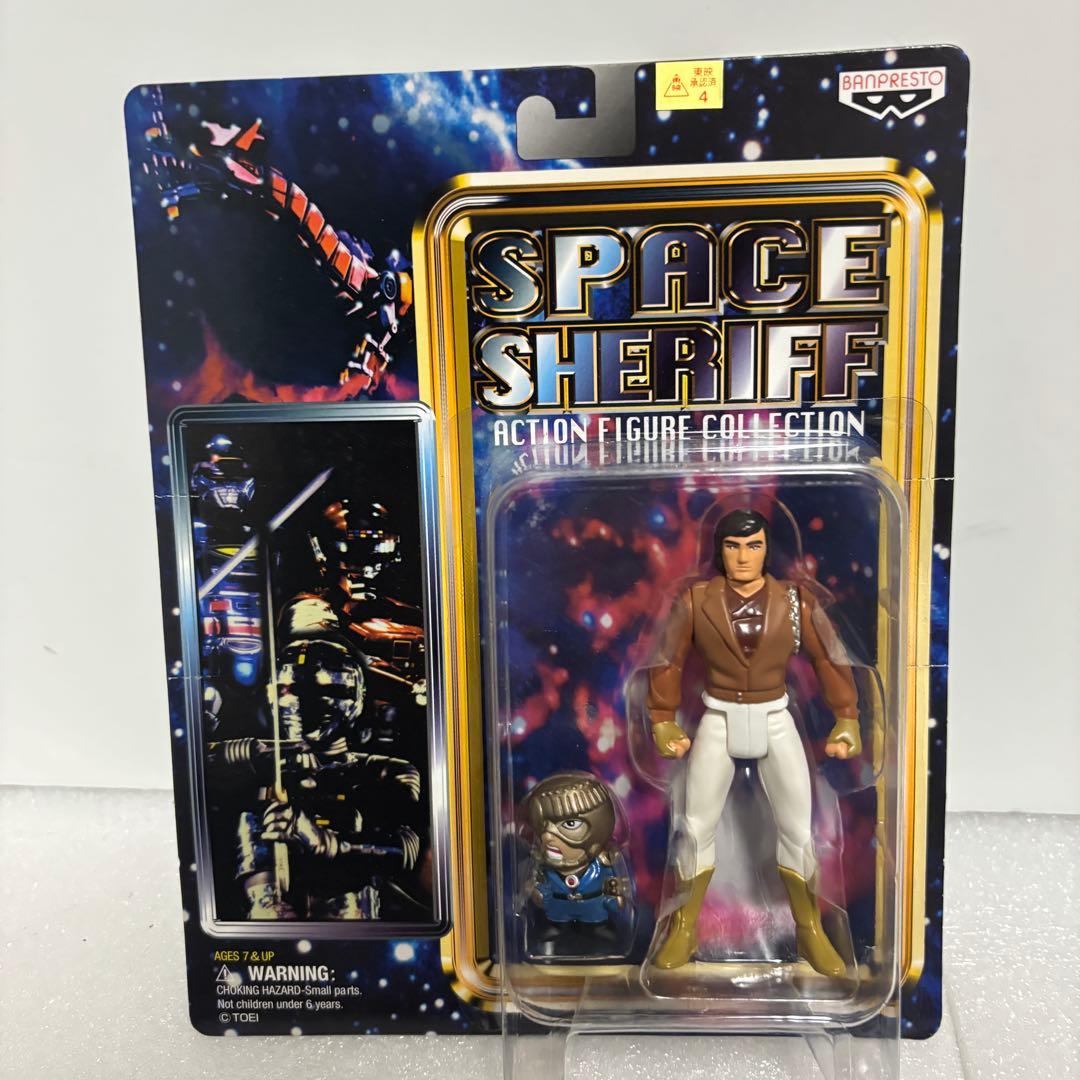 東映
承認済
4
BANPRESTO
SPACE
SHERIFF
ACTION FIGURE COLLECTION
AGES 7 & UP
WARNING:
CHOKING HAZARD-Small parts.
Not children under 6 years.
© TOEI